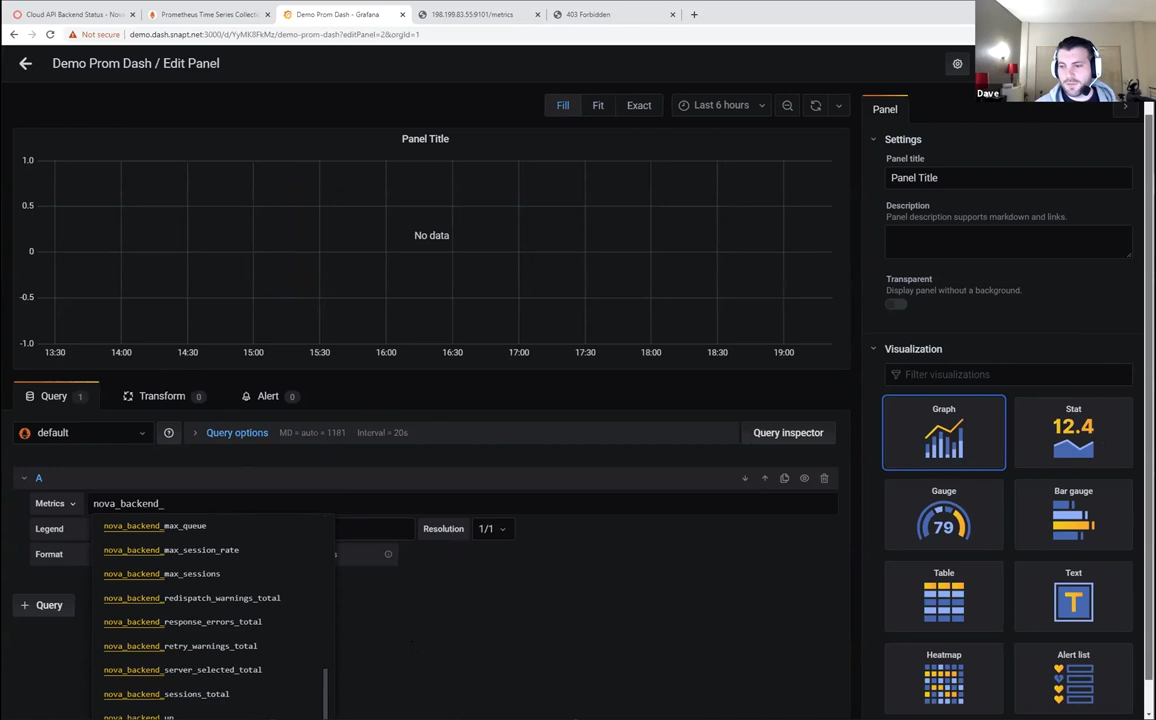 Cloud API Backend Status - Nov
Prometheus Time Series Collecti
Demo Prom Dash - Grafana
198.199.83.55:9101/metrics
403 Forbidden
Not secure
demo.dash.snapt.net:3000/d/YyMK8FkMz/demo-prom-dash?editPanel=2&orgId=1
Demo Prom Dash / Edit Panel
Dave
Fill
Fit
Exact
Last 6 hours
Panel
Panel Title
1.0
0.5
No data
0
-0.5
-1.0
13:30
14:00
14:30
15:00
15:30
16:00
16:30
17:00
17:30
18:00
18:30
19:00
Settings
Panel title
Panel Title
Description
Panel description supports markdown and links.
Transparent
Display panel without a background.
Visualization
Filter visualizations
Graph
Stat
12.4
Gauge
79
Bar gauge
Table
Text
T
Heatmap
Alert list
Query 1
Transform 0
Alert 0
default
Query options
MD = auto = 1181
Interval = 20s
Query inspector
A
Metrics
nova_backend_
Legend
Resolution
1/1
Format
s
Query
nova_backend_max_queue
nova_backend_max_session_rate
nova_backend_max_sessions
nova_backend_redispatch_warnings_total
nova_backend_response_errors_total
nova_backend_retry_warnings_total
nova_backend_server_selected_total
nova_backend_sessions_total
nova_backend_up